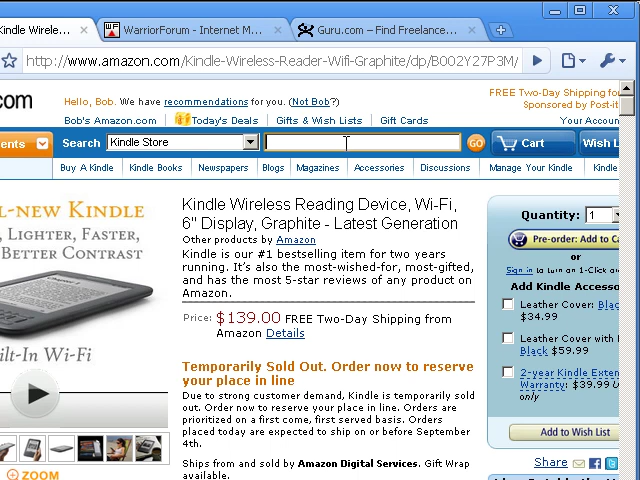 Kindle Wirele...
WarriorForum - Internet M...
Guru.com – Find Freelance...
http://www.amazon.com/Kindle-Wireless-Reader-Wifi-Graphite/dp/B002Y27P3M/
.com
Hello, Bob. We have recommendations for you. (Not Bob?)
FREE Two-Day Shipping for
Sponsored by Post-it
Bob's Amazon.com
Today's Deals
Gifts & Wish Lists
Gift Cards
Your Account
ents
Search
Kindle Store
GO
Cart
Wish Li
Buy A Kindle
Kindle Books
Newspapers
Blogs
Magazines
Accessories
Discussions
Manage Your Kindle
Kindle
L-NEW KINDLE
, LIGHTER, FASTER,
BETTER CONTRAST
ilt-In Wi-Fi
ZOOM
Kindle Wireless Reading Device, Wi-Fi,
6" Display, Graphite - Latest Generation
Other products by Amazon
Kindle is our #1 bestselling item for two years
running. It's also the most-wished-for, most-gifted,
and has the most 5-star reviews of any product on
Amazon.
Price: $139.00 FREE Two-Day Shipping from
Amazon Details
Temporarily Sold Out. Order now to reserve
your place in line
Due to strong customer demand, Kindle is temporarily sold
out. Order now to reserve your place in line. Orders are
prioritized on a first come, first served basis. Orders
placed today are expected to ship on or before September
4th.
Ships from and sold by Amazon Digital Services. Gift Wrap
available.
Quantity: 1
Pre-order: Add to Ca
or
Sign in to turn on 1-Click
Add Kindle Accesso
Leather Cover: Blac
$34.99
Leather Cover with
Black $59.99
2-year Kindle Exten
Warranty: $39.99
only
Add to Wish List
Share